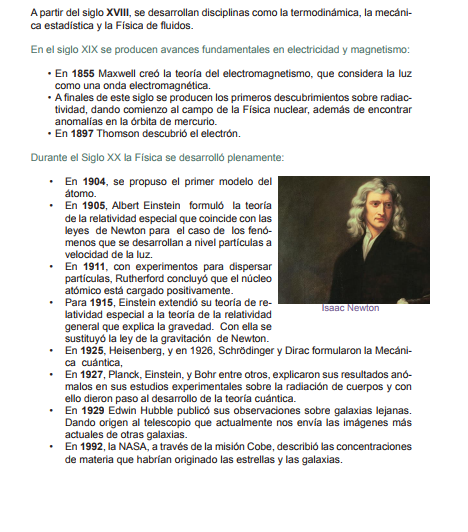 A partir del siglo XVIII, se desarrollan disciplinas como la termodinámica, la mecáni-
ca estadística y la Física de fluidos.
En el siglo XIX se producen avances fundamentales en electricidad y magnetismo:
• En 1855 Maxwell creó la teoría del electromagnetismo, que considera la luz
como una onda electromagnética.
• A finales de este siglo se producen los primeros descubrimientos sobre radiac-
tividad, dando comienzo al campo de la Física nuclear, además de encontrar
anomalías en la órbita de mercurio.
• En 1897 Thomson descubrió el electrón.
Durante el Siglo XX la Física se desarrolló plenamente:
• En 1904, se propuso el primer modelo del
átomo.
• En 1905, Albert Einstein formuló la teoría
de la relatividad especial que coincide con las
leyes de Newton para el caso de los fenó-
menos que se desarrollan a nivel partículas a
velocidad de la luz.
• En 1911, con experimentos para dispersar
partículas, Rutherford concluyó que el núcleo
atómico está cargado positivamente.
• Para 1915, Einstein extendió su teoría de re-
latividad especial a la teoría de la relatividad
general que explica la gravedad. Con ella se
sustituyó la ley de la gravitación de Newton.
Isaac Newton
• En 1925, Heisenberg, y en 1926, Schrödinger y Dirac formularon la Mecáni-
ca cuántica,
• En 1927, Planck, Einstein, y Bohr entre otros, explicaron sus resultados anó-
malos en sus estudios experimentales sobre la radiación de cuerpos y con
ello dieron paso al desarrollo de la teoría cuántica.
• En 1929 Edwin Hubble publicó sus observaciones sobre galaxias lejanas.
Dando origen al telescopio que actualmente nos envía las imágenes más
actuales de otras galaxias.
• En 1992, la NASA, a través de la misión Cobe, describió las concentraciones
de materia que habrían originado las estrellas y las galaxias.